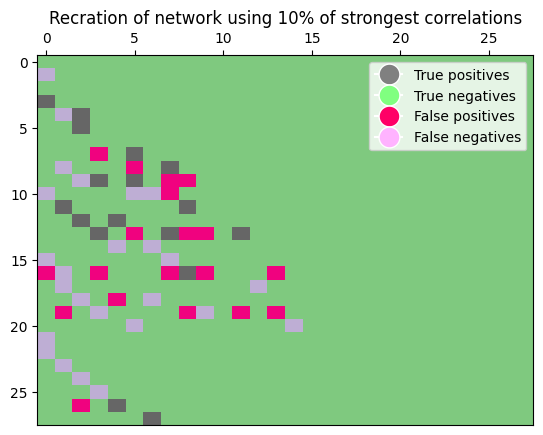 Recration of network using 10% of strongest correlations
0 5 10 15 20 25
True positives
True negatives
False positives
False negatives
0
5
10
15
20
25